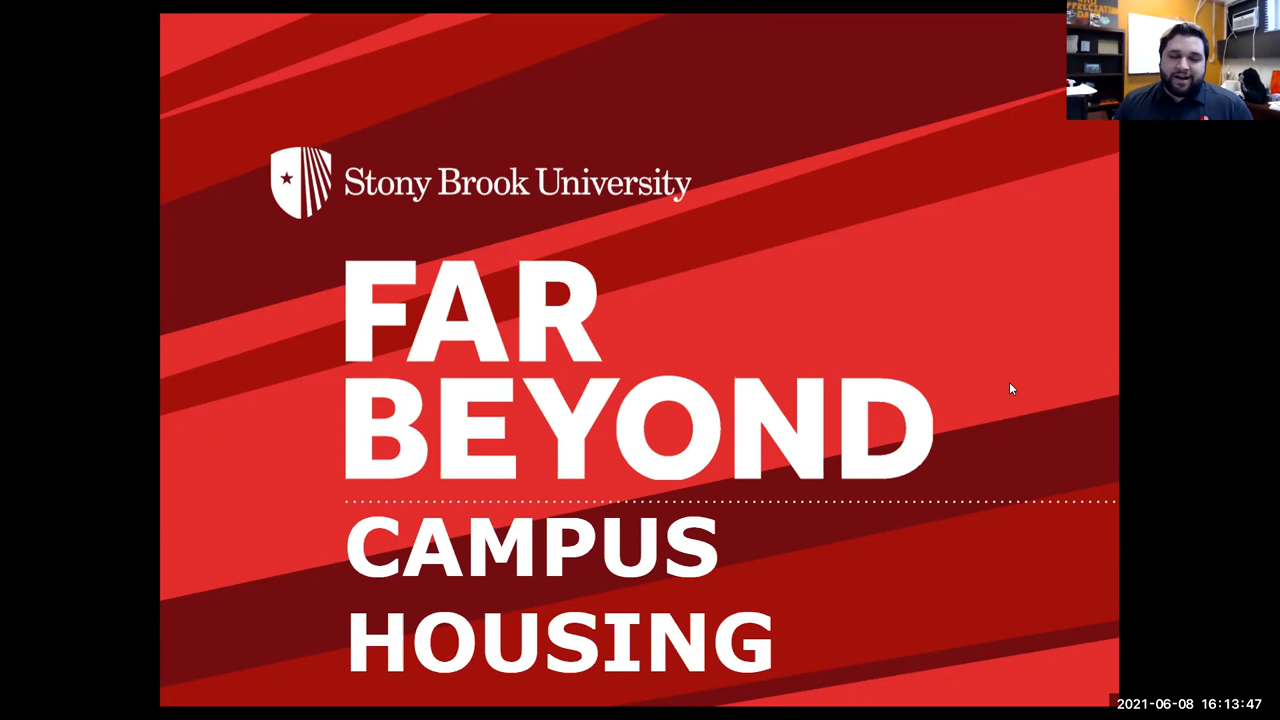 Stony Brook University
FAR
BEYOND
CAMPUS
HOUSING
2021-06-08 16:13:47